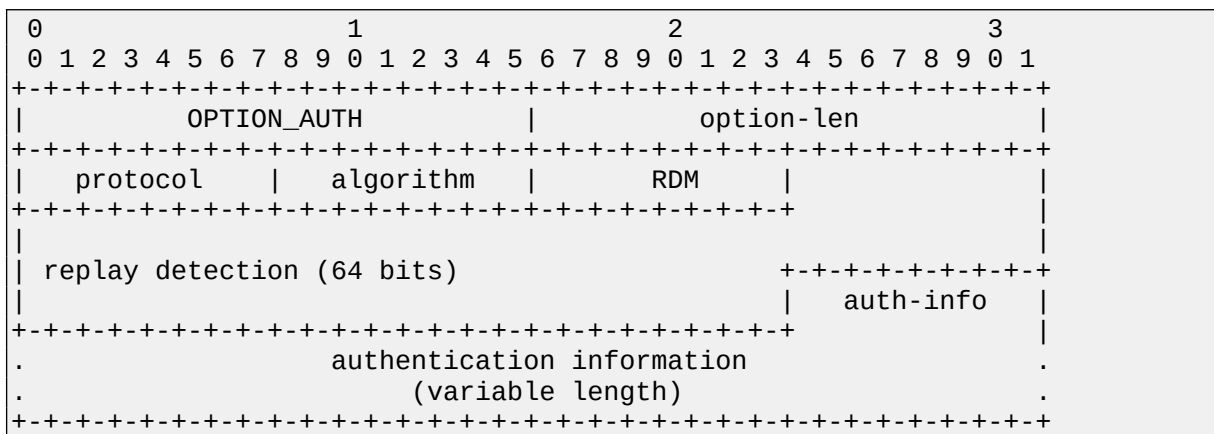 0                   1                   2                   3
 0 1 2 3 4 5 6 7 8 9 0 1 2 3 4 5 6 7 8 9 0 1 2 3 4 5 6 7 8 9 0 1
+-+-+-+-+-+-+-+-+-+-+-+-+-+-+-+-+-+-+-+-+-+-+-+-+-+-+-+-+-+-+-+-+
|          OPTION_AUTH          |          option-len           |
+-+-+-+-+-+-+-+-+-+-+-+-+-+-+-+-+-+-+-+-+-+-+-+-+-+-+-+-+-+-+-+-+
|   protocol    |   algorithm   |       RDM     |               |
+-+-+-+-+-+-+-+-+-+-+-+-+-+-+-+-+-+-+-+-+-+-+-+-+               |
|                                                               |
| replay detection (64 bits)                    +-+-+-+-+-+-+-+-+
|                                               |   auth-info   |
+-+-+-+-+-+-+-+-+-+-+-+-+-+-+-+-+-+-+-+-+-+-+-+-+               |
.                   authentication information                  .
.                        (variable length)                      .
+-+-+-+-+-+-+-+-+-+-+-+-+-+-+-+-+-+-+-+-+-+-+-+-+-+-+-+-+-+-+-+-+